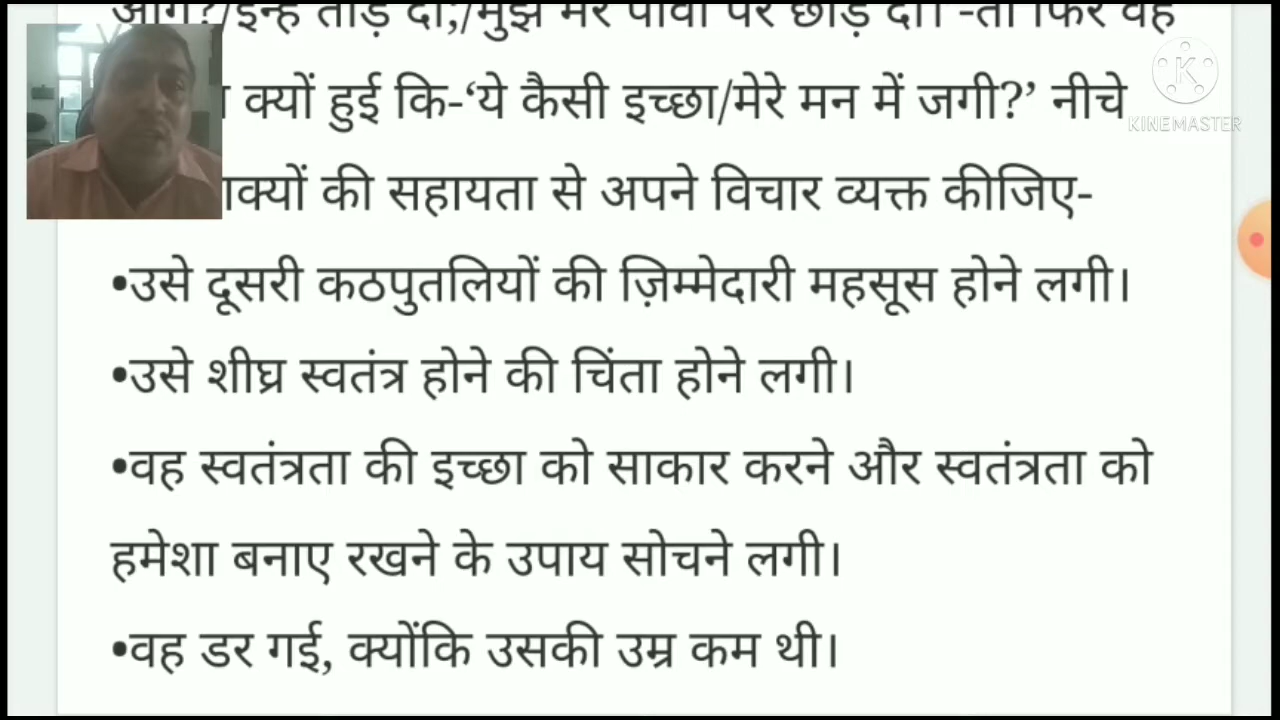 आगे?/इन्हें तोड़ दो;/मुझे मेरे पाँवों पर छोड़ दो। -तो फिर वह
क्यों हुई कि-‘ये कैसी इच्छा/मेरे मन में जगी?’ नीचे
KINEMASTER
की सहायता से अपने विचार व्यक्त कीजिए-
•उसे दूसरी कठपुतलियों की ज़िम्मेदारी महसूस होने लगी।
•उसे शीघ्र स्वतंत्र होने की चिंता होने लगी।
•वह स्वतंत्रता की इच्छा को साकार करने और स्वतंत्रता को
हमेशा बनाए रखने के उपाय सोचने लगी।
•वह डर गई, क्योंकि उसकी उम्र कम थी।